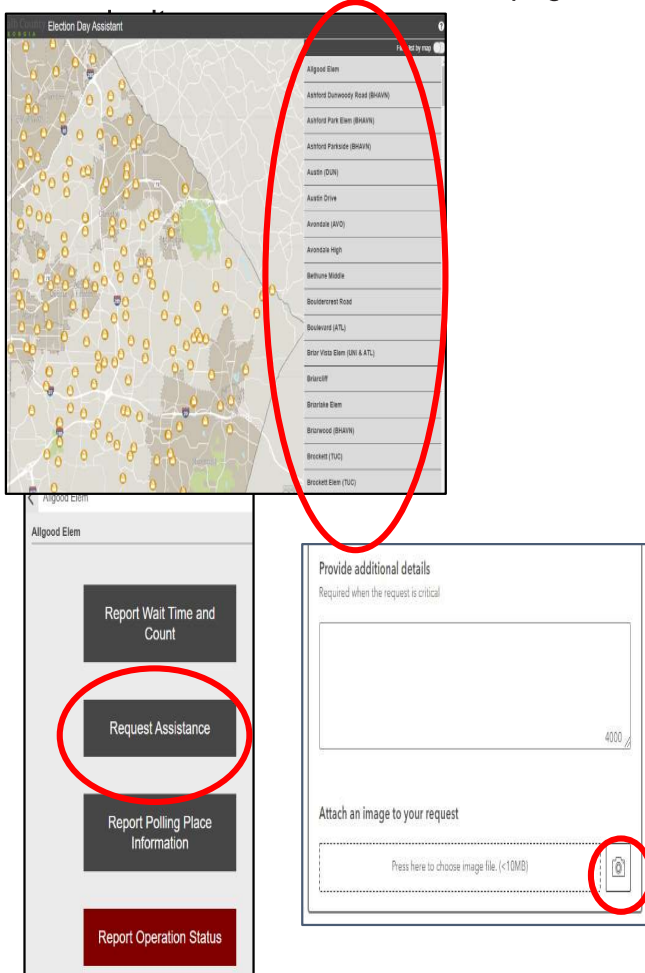 Election Day Assistant
GEORGIA
Allgood Elem
Ashford Dunwoody Road (BHAVN)
Ashford Park Elem (BHAVN)
Ashford Parkside (BHAVN)
Austin (DUN)
Austin Drive
Avondale (AVO)
Avondale High
Bethune Middle
Bouldercrest Road
Boulevard (ATL)
Briar Vista Elem (UNI & ATL)
Briarcliff
Briarlake Elem
Briarwood (BHAVN)
Brockett (TUC)
Brockett Elem (TUC)
Allgood Elem
Allgood Elem
Report Wait Time and
Count
Request Assistance
Report Polling Place
Information
Report Operation Status
Provide additional details
Required when the request is critical
4000
Attach an image to your request
Press here to choose image file. (<10MB)